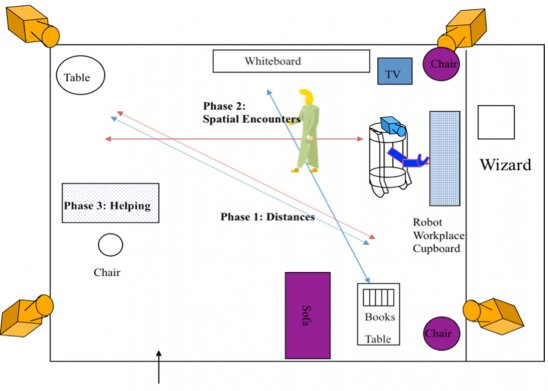 Table
Whiteboard
TV
Chair
Phase 2:
Spatial Encounters
Wizard
Phase 3: Helping
Phase 1: Distances
Robot
Workplace
Cupboard
Chair
Sofa
Books
Table
Chair